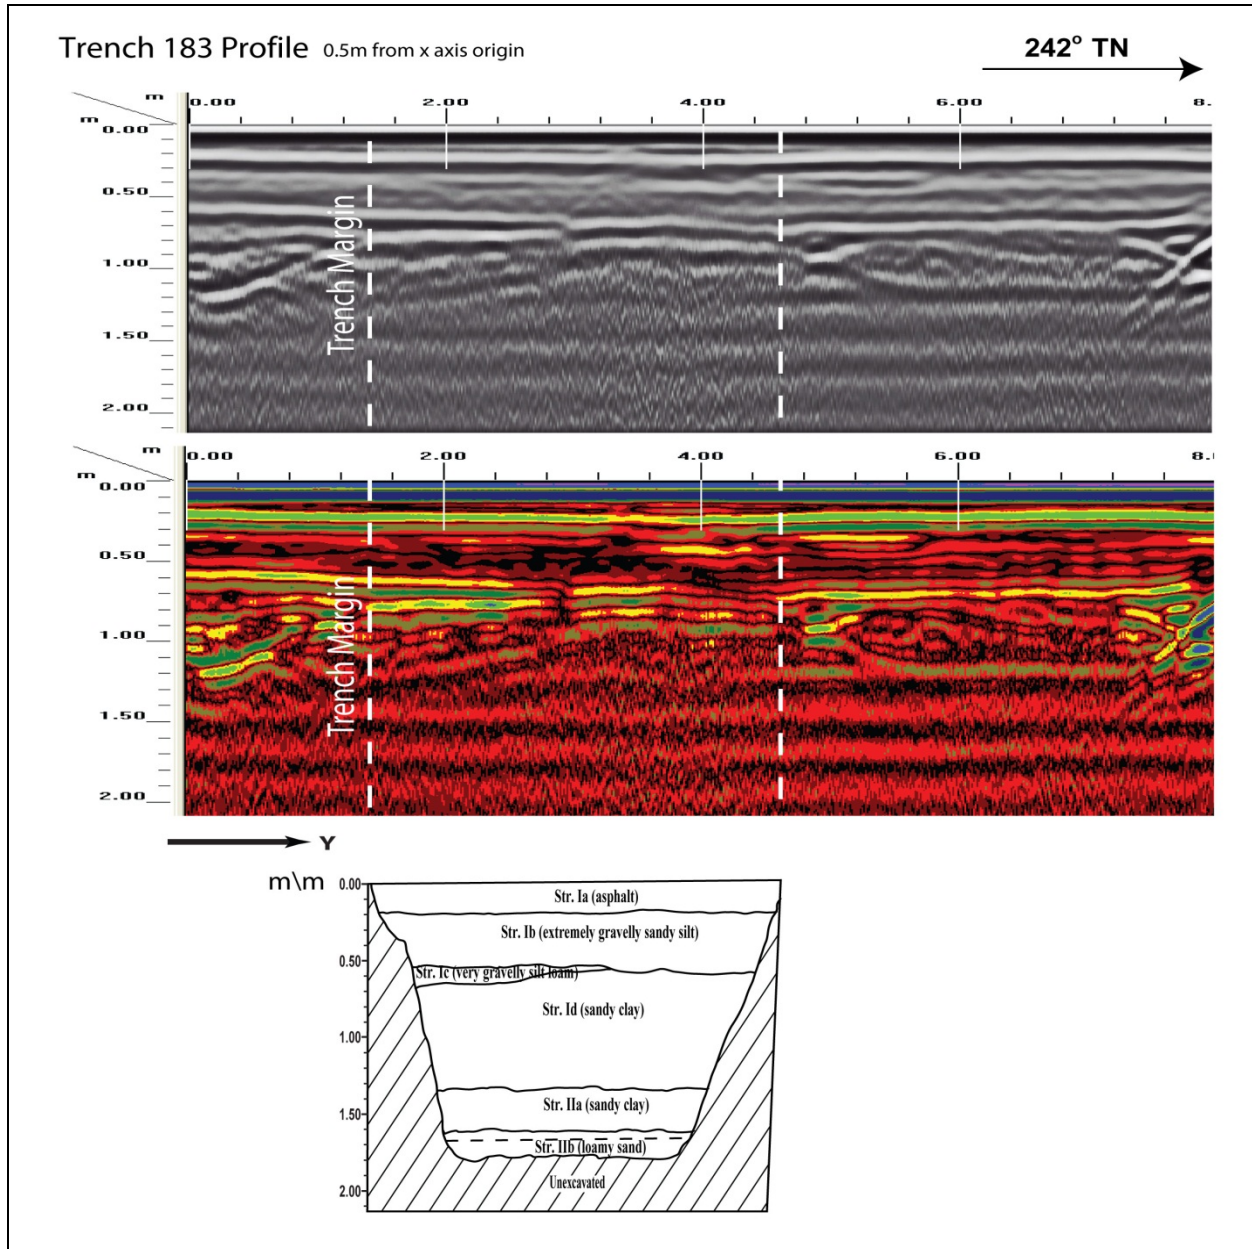 Trench 183 Profile 0.5m from x axis origin
242° TN
m 0.00 2.00 4.00 6.00 8.
m
0.00
0.50
1.00
1.50
2.00
Trench Margin
m 0.00 2.00 4.00 6.00 8.
m
0.00
0.50
1.00
1.50
2.00
Trench Margin
Y
m\m
0.00
0.50
1.00
1.50
2.00
Str. Ia (asphalt)
Str. Ib (extremely gravelly sandy silt)
Str. Ic (very gravelly silt loam)
Str. Id (sandy clay)
Str. IIa (sandy clay)
Str. IIb (loamy sand)
Unexcavated